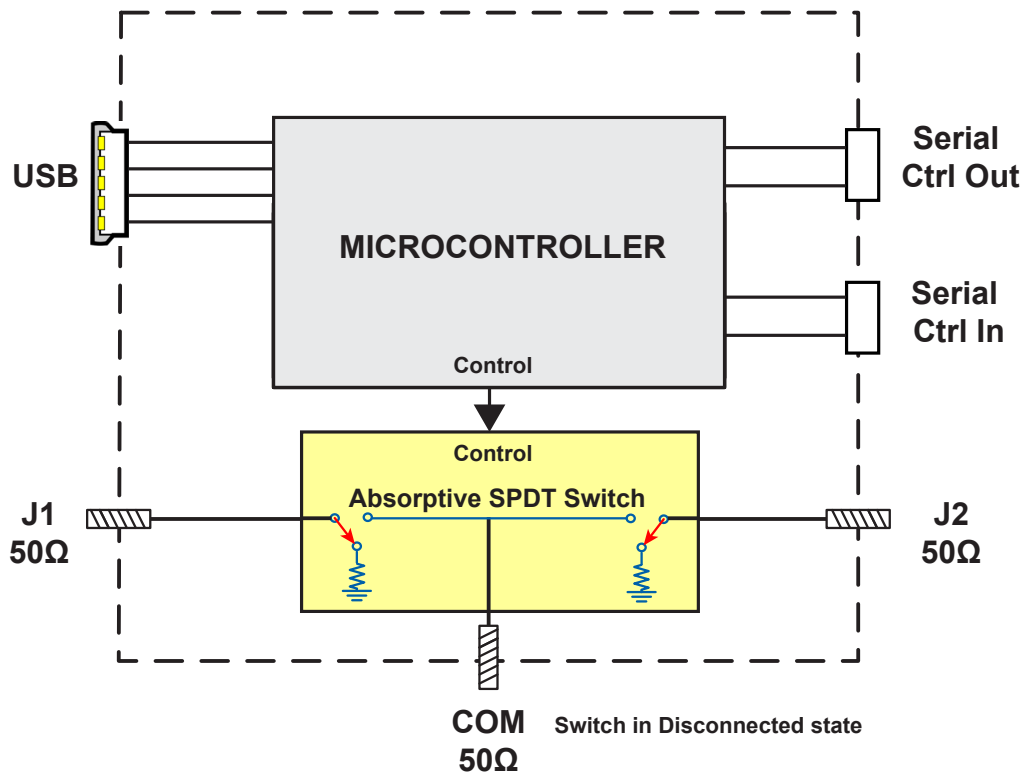 USB
Serial
Ctrl Out
MICROCONTROLLER
Serial
Ctrl In
Control
Control
Absorptive SPDT Switch
J1
50Ω
J2
50Ω
COM
50Ω
Switch in Disconnected state